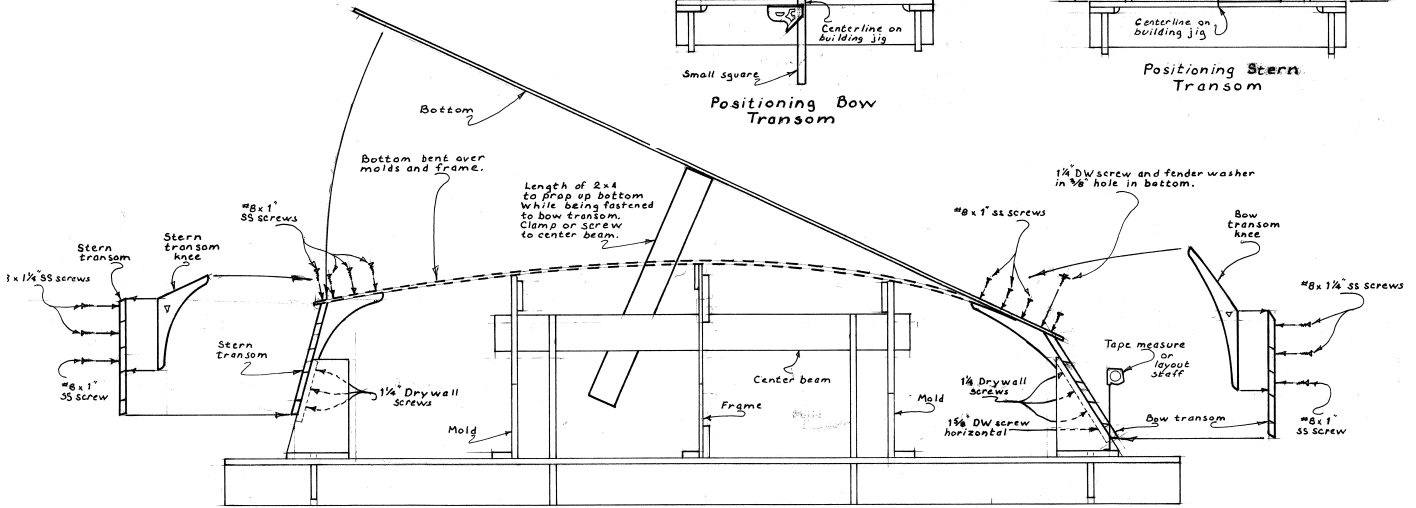 Centerline on
building jig
Small square
Positioning Bow
Transom
Centerline on
building jig
Positioning Stern
Transom
Bottom
Bottom bent over
molds and frame.
Length of 2x4
to prop up bottom
while being fastened
to bow transom.
Clamp or screw
to center beam.
1¼" DW screw and fender washer
in ⅜" hole in bottom.
#8 x 1" SS screws
Bow
transom
knee
#8 x 1"
SS screws
Stern
transom
Stern
transom
knee
x 1¼" SS screws
#8 x 1¼" SS screws
Stern
transom
#8 x 1"
SS screw
1¼" Drywall
screws
Center beam
Mold
Frame
Mold
1¼ Drywall
screws
1⅝" DW screw
horizontal
Tape measure
or
layout
staff
Bow transom
#8 x 1"
SS screw